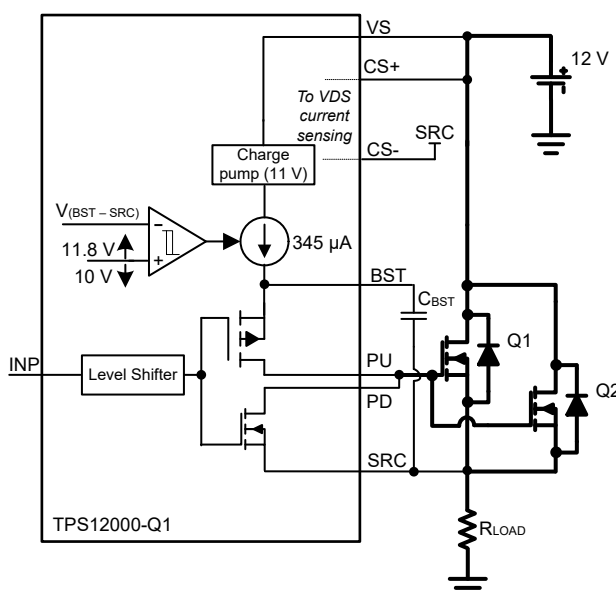 VS
12 V
CS+
To VDS
current
sensing
SRC
CS-
Charge
pump (11 V)
V(BST – SRC)
11.8 V
10 V
345 µA
BST
CBST
Q1
INP
Level Shifter
PU
PD
Q2
SRC
RLOAD
TPS12000-Q1